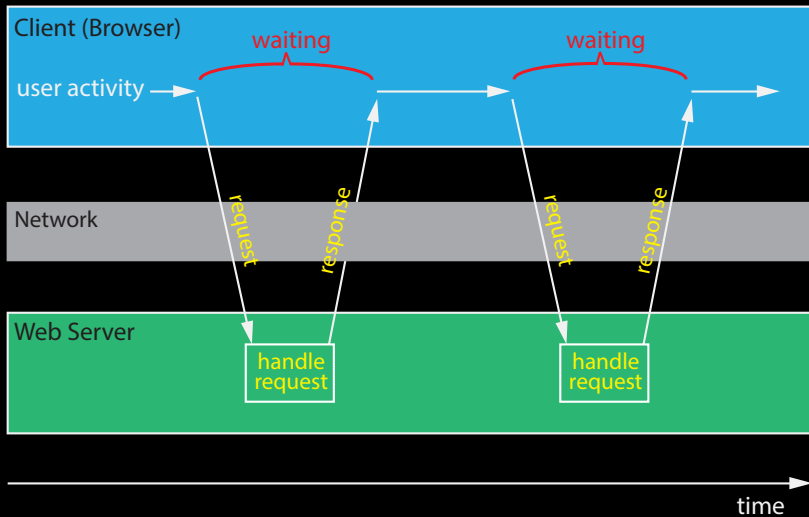 Client (Browser)
waiting
waiting
user activity
Network
request
response
request
response
Web Server
handle
request
handle
request
time